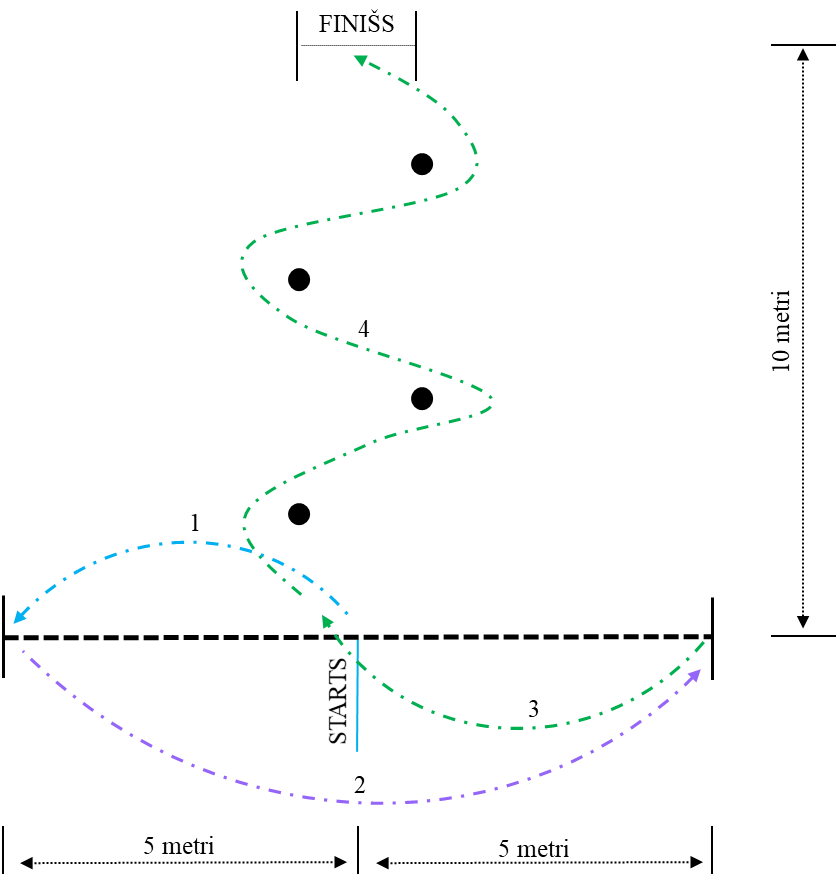 FINIŠS
10 metri
4
1
STARTS
3
2
5 metri
5 metri